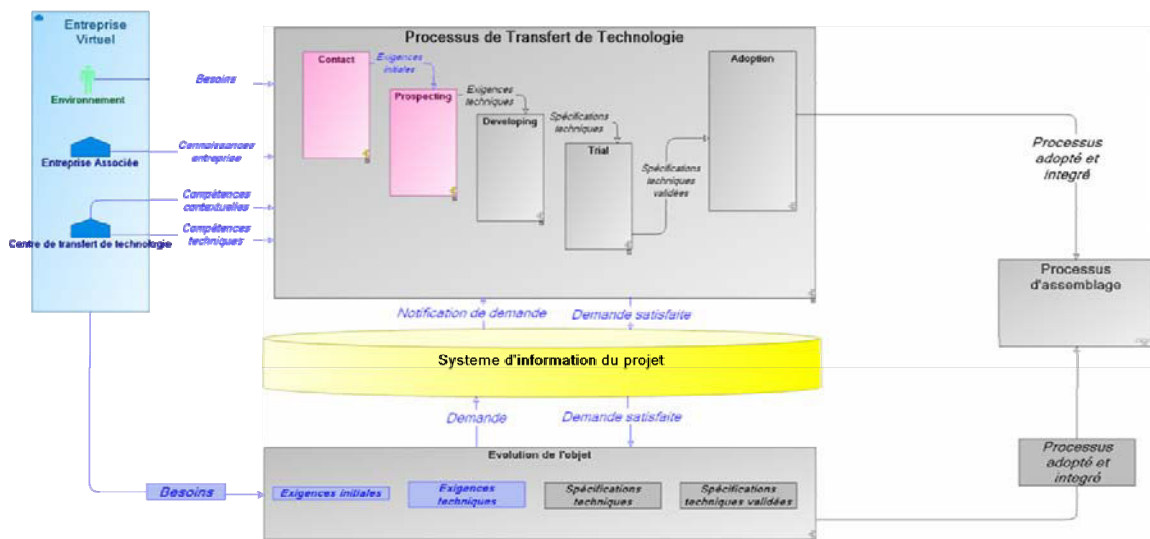 Entreprise
Virtuel
Environnement
Entreprise Associée
Centre de transfert de technologie
Besoins
Connaissances
entreprise
Compétences
contextuelles
Compétences
techniques
Processus de Transfert de Technologie
Contact
Exigences
initiales
Prospecting
Exigences
techniques
Developing
Spécifications
techniques
Trial
Spécifications
techniques
validées
Adoption
Processus
adopté et
integré
Processus
d'assemblage
Notification de demande
Demande satisfaite
Systeme d'information du projet
Demande
Demande satisfaite
Evolution de l'objet
Besoins
Exigences initiales
Exigences
techniques
Spécifications
techniques
Spécifications
techniques validées
Processus
adopté et
integré